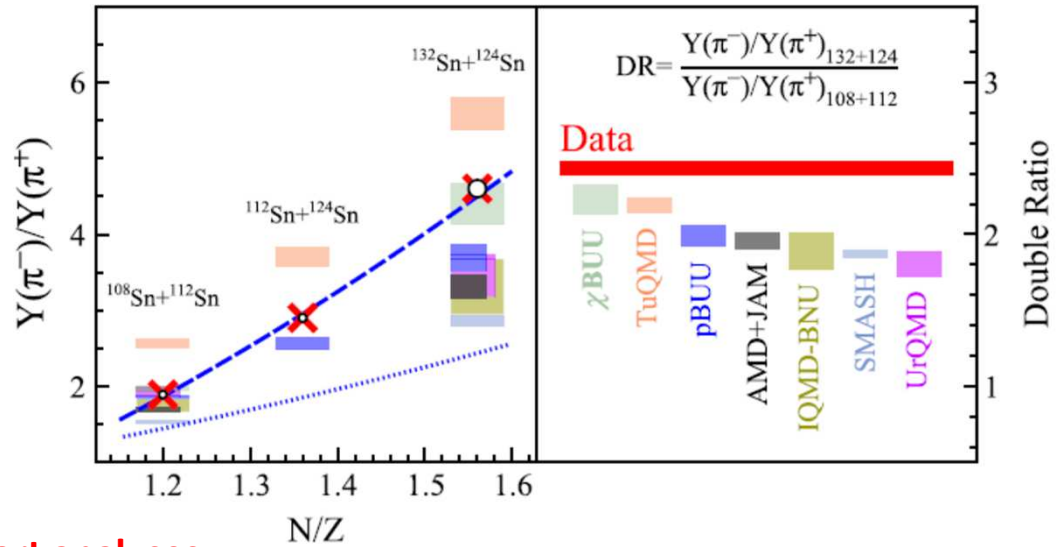 ¹³²Sn+¹²⁴Sn
¹¹²Sn+¹²⁴Sn
¹⁰⁸Sn+¹¹²Sn
Y(π⁻)/Y(π⁺)
6
4
2
1.2 1.3 1.4 1.5 1.6
N/Z
DR= Y(π⁻)/Y(π⁺)₁₃₂₊₁₂₄
Y(π⁻)/Y(π⁺)₁₀₈₊₁₁₂
Data
χBUU
TuQMD
pBUU
AMD+JAM
IQMD-BNU
SMASH
UrQMD
3
2
1
Double Ratio